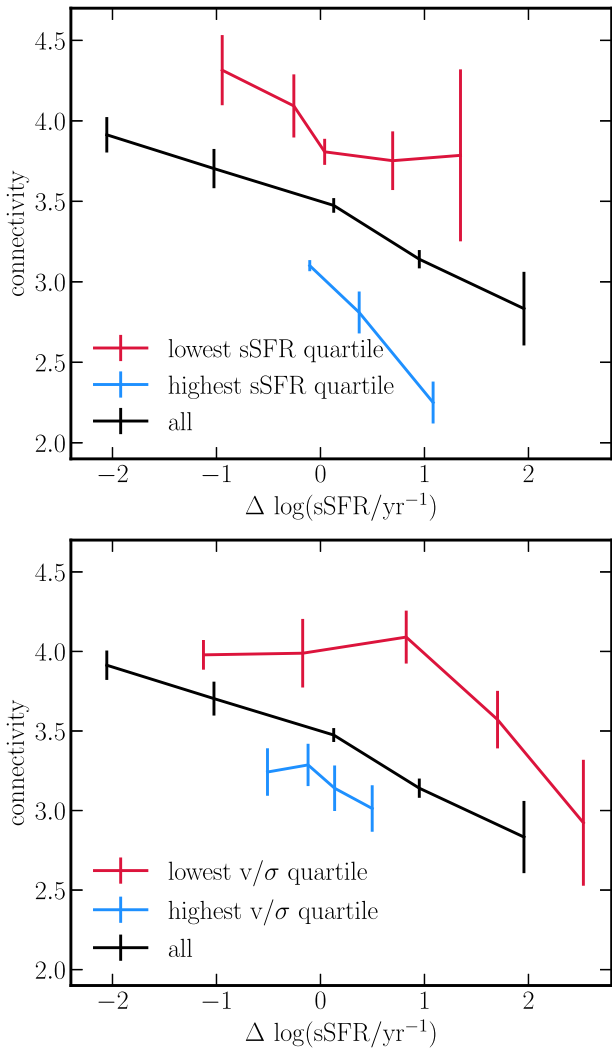 4.5
4.0
3.5
3.0
2.5
2.0
connectivity
lowest sSFR quartile
highest sSFR quartile
all
−2 −1 0 1 2
Δ log(sSFR/yr⁻¹)
4.5
4.0
3.5
3.0
2.5
2.0
connectivity
lowest v/σ quartile
highest v/σ quartile
all
−2 −1 0 1 2
Δ log(sSFR/yr⁻¹)